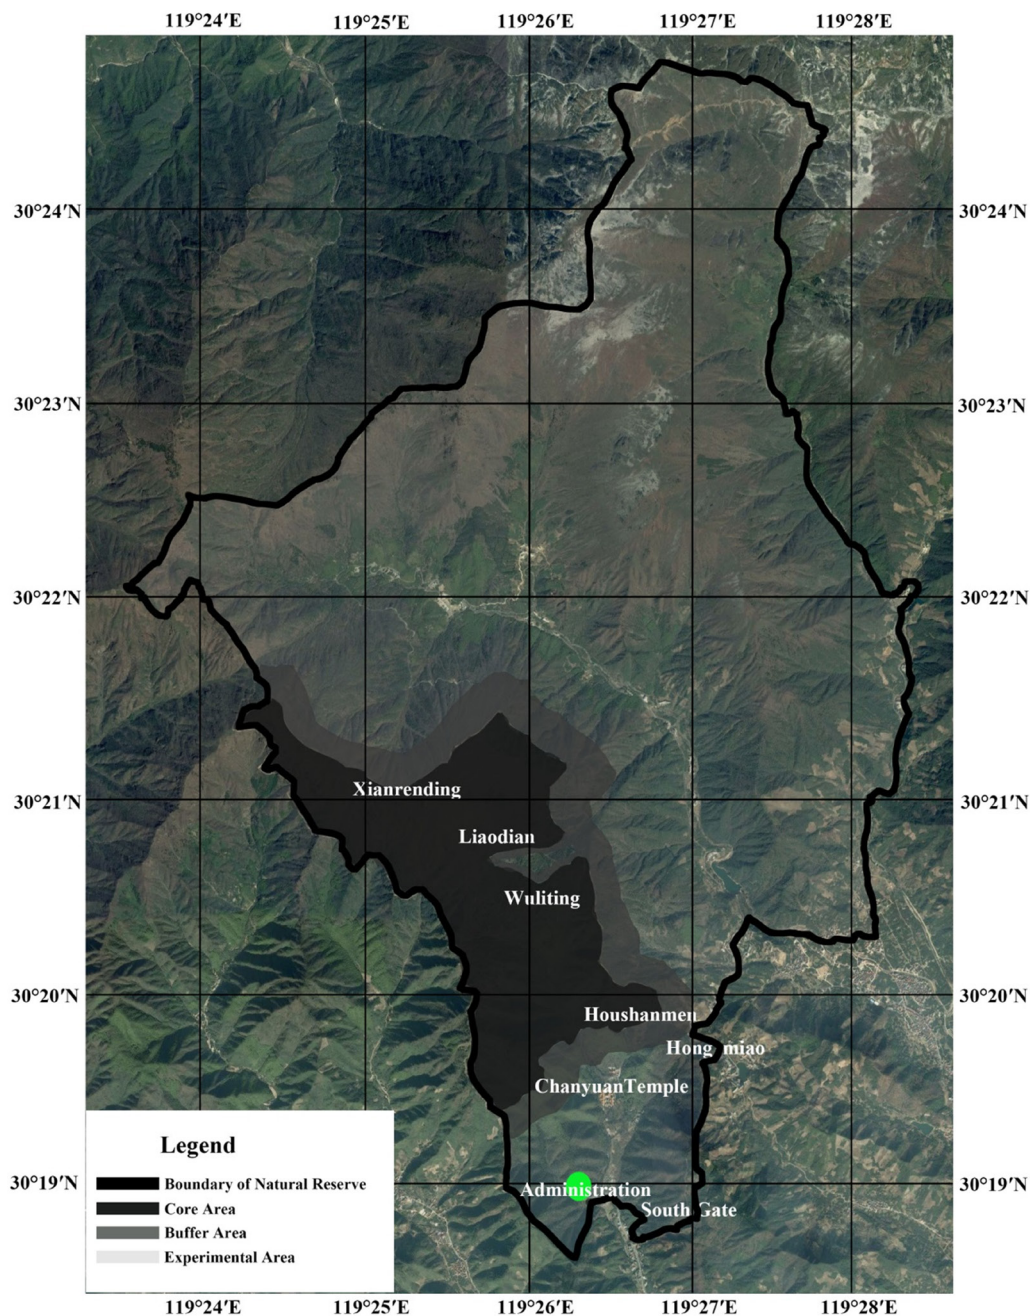 119°24′E 119°25′E 119°26′E 119°27′E 119°28′E
30°24′N 30°24′N
30°23′N 30°23′N
30°22′N 30°22′N
Xianrending
30°21′N 30°21′N
Liaodian
Wuliting
30°20′N 30°20′N
Houshanmen
Hong miao
ChanyuanTemple
Legend
Boundary of Natural Reserve
30°19′N 30°19′N
Administration
Core Area
South Gate
Buffer Area
Experimental Area
119°24′E 119°25′E 119°26′E 119°27′E 119°28′E